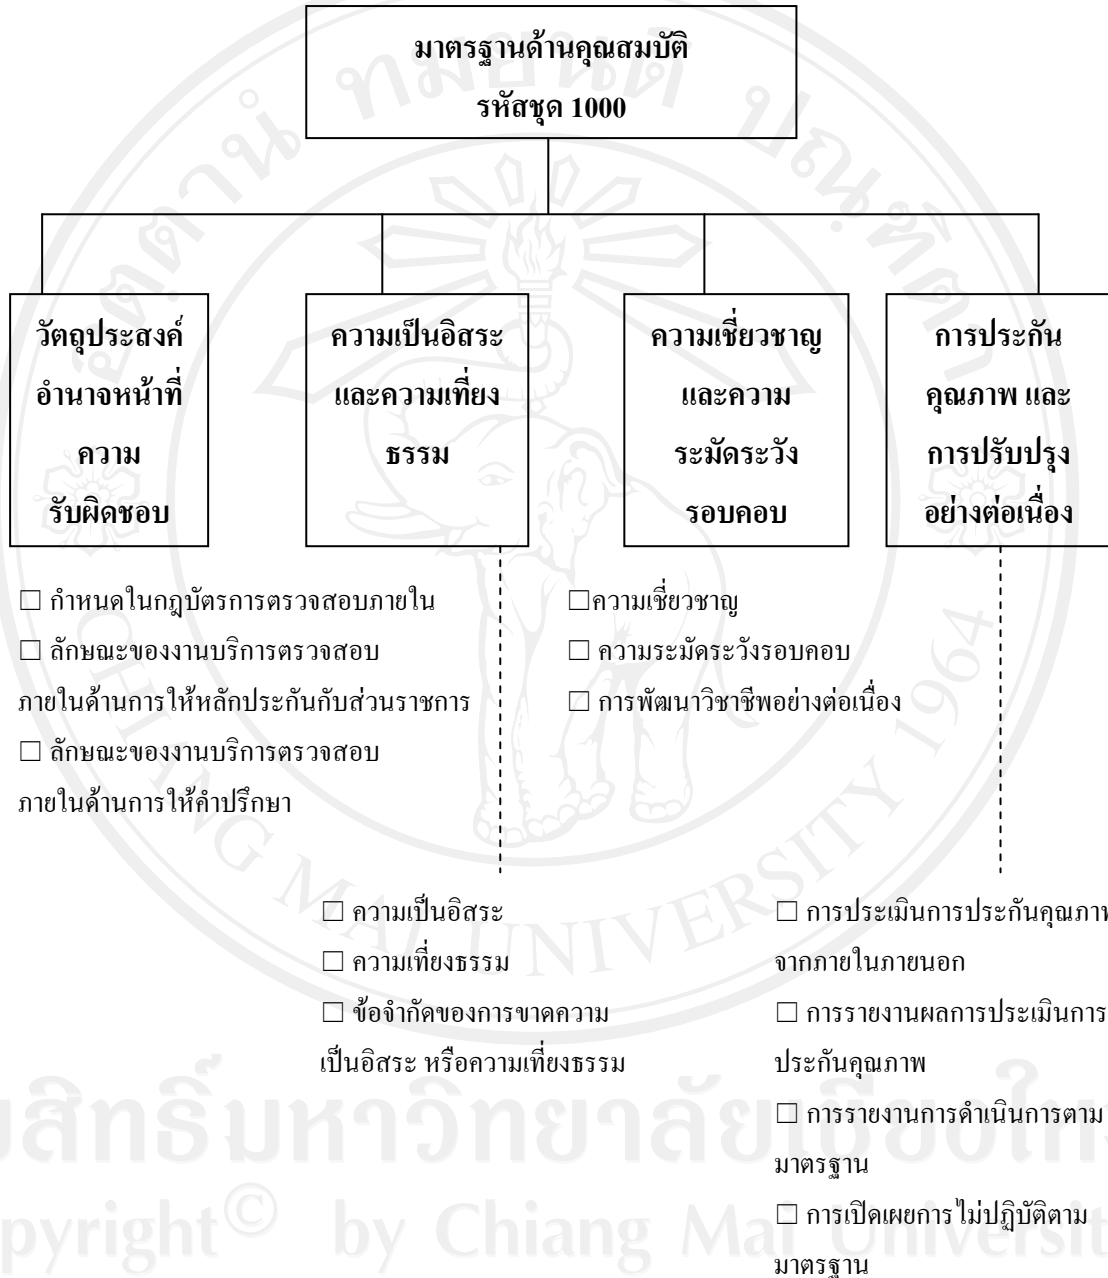 มาตรฐานด้านคุณสมบัติ
รหัสชุด 1000
วัตถุประสงค์
อำนาจหน้าที่
ความ
รับผิดชอบ
ความเป็นอิสระ
และความเที่ยง
ธรรม
ความเชี่ยวชาญ
และความ
ระมัดระวัง
รอบคอบ
การประกัน
คุณภาพ และ
การปรับปรุง
อย่างต่อเนื่อง
□ กำหนดในกฎบัตรการตรวจสอบภายใน
□ ลักษณะของงานบริการตรวจสอบ
ภายในด้านการให้หลักประกันกับส่วนราชการ
□ ลักษณะของงานบริการตรวจสอบ
ภายในด้านการให้คำปรึกษา
□ความเชี่ยวชาญ
□ ความระมัดระวังรอบคอบ
□ การพัฒนาวิชาชีพอย่างต่อเนื่อง
□ ความเป็นอิสระ
□ ความเที่ยงธรรม
□ ข้อจำกัดของการขาดความ
เป็นอิสระ หรือความเที่ยงธรรม
□ การประเมินการประกันคุณภาพ
จากภายในภายนอก
□ การรายงานผลการประเมินการ
ประกันคุณภาพ
□ การรายงานการดำเนินการตาม
มาตรฐาน
□ การเปิดเผยการไม่ปฏิบัติตาม
มาตรฐาน
CHIANG MAI UNIVERSITY 1964
by Chiang Mai